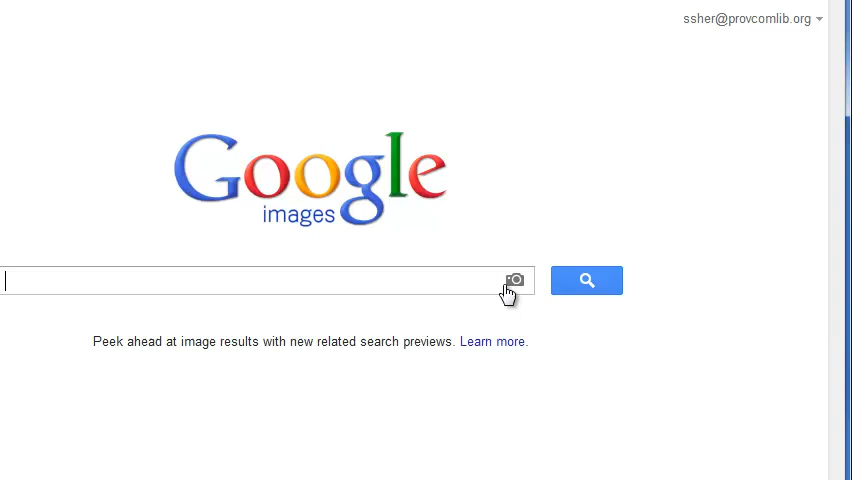 ssher@provcomlib.org
Google
images
Peek ahead at image results with new related search previews. Learn more.